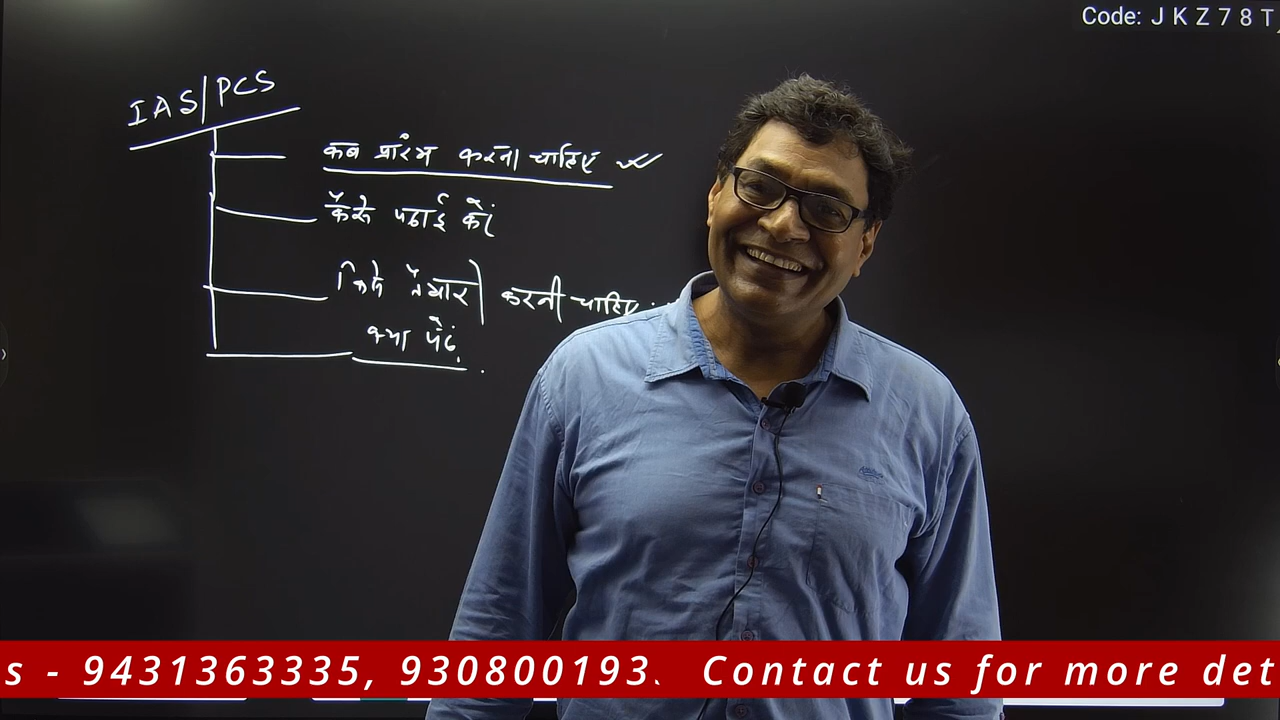 Code: J K Z 7 8 T
IAS/PCS
कब प्रारंभ करना चाहिए
कैसे पढाई करें
किसे तैयारी करनी चाहिए
क्या पढें.
s - 9431363335, 930800193. Contact us for more det